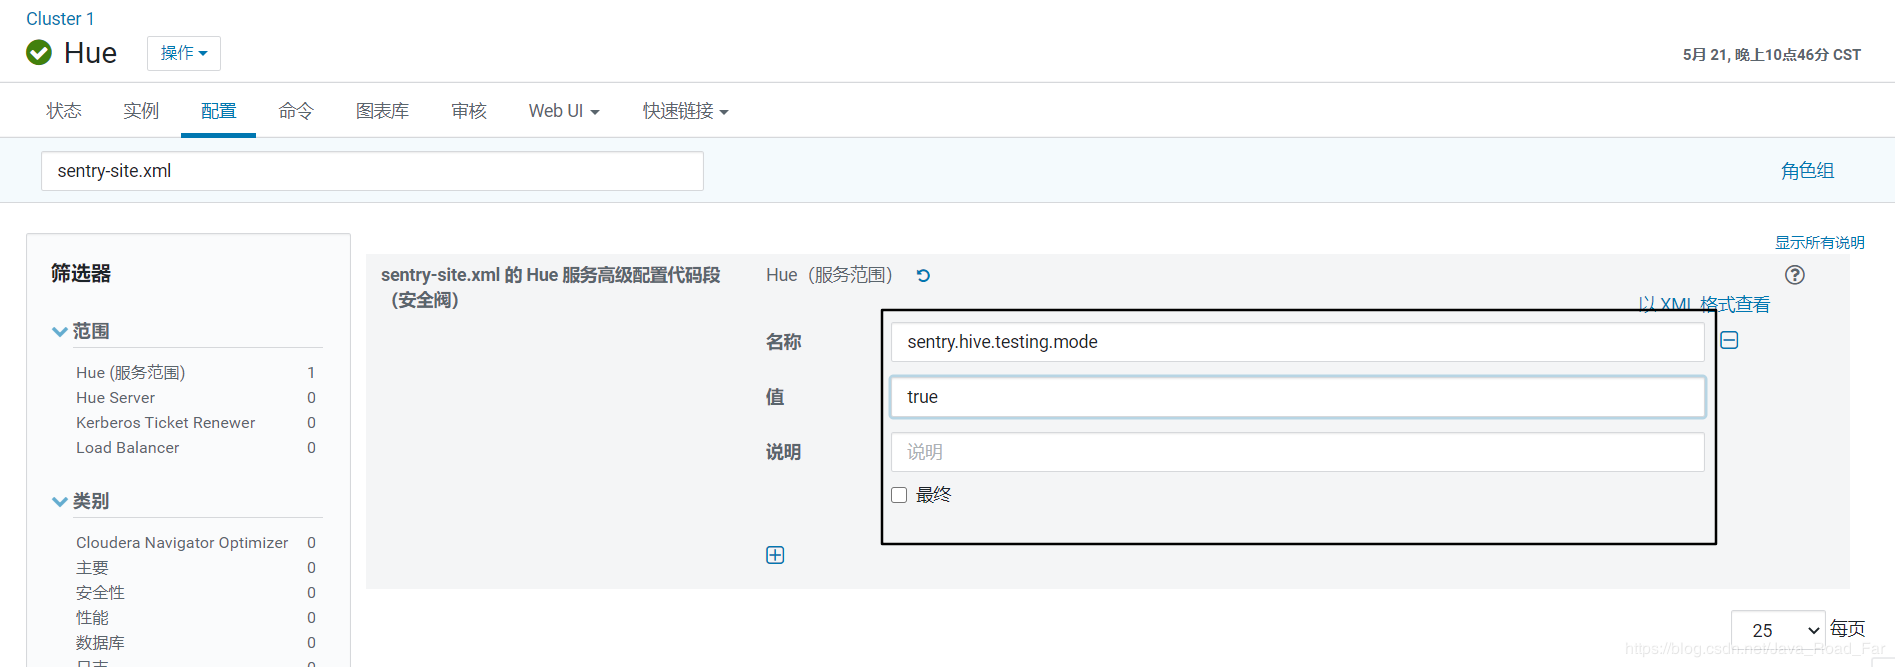 Cluster 1
Hue
操作
5月 21, 晚上10点46分 CST
状态
实例
配置
命令
图表库
审核
Web UI
快速链接
sentry-site.xml
角色组
显示所有说明
筛选器
范围
Hue (服务范围) 1
Hue Server 0
Kerberos Ticket Renewer 0
Load Balancer 0
类别
Cloudera Navigator Optimizer 0
主要 0
安全性 0
性能 0
数据库 0
日志 0
sentry-site.xml 的 Hue 服务高级配置代码段
（安全阀）
Hue（服务范围）
以 XML 格式查看
名称
sentry.hive.testing.mode
值
true
说明
说明
最终
25
每页
https://blog.csdn.net/Java_Road_Far